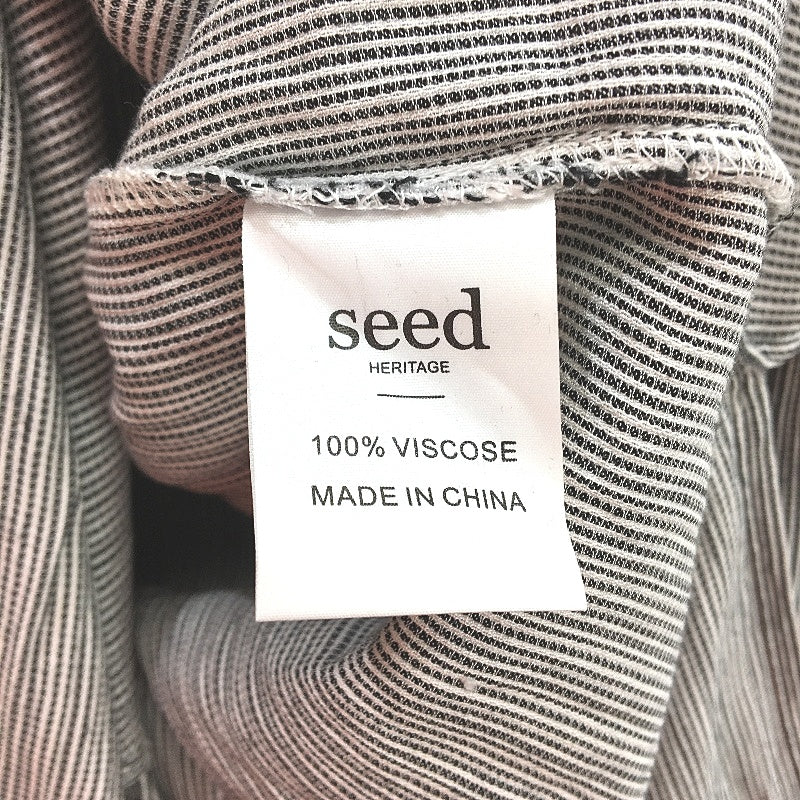 seed
HERITAGE
100% VISCOSE
MADE IN CHINA